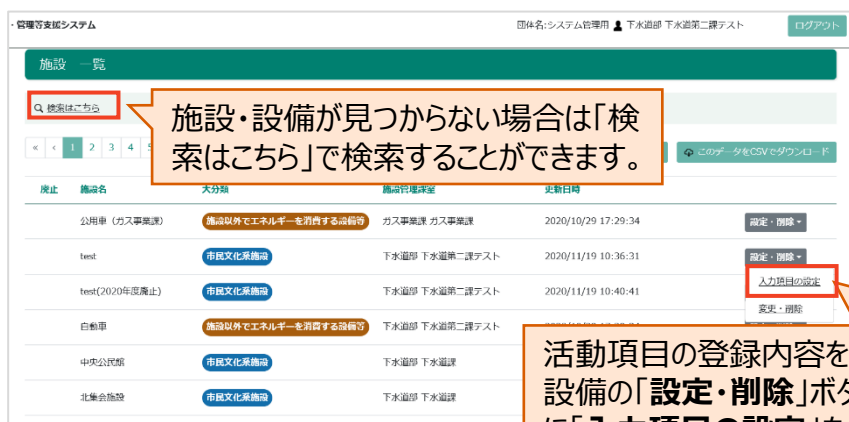 ・管理等支援システム 団体名:システム管理用 下水道部 下水道第二課テスト ログアウト
施設 一覧
検索はこちら
施設・設備が見つからない場合は「検
索はこちら」で検索することができます。
« ‹ 1 2 3 4 このデータをCSVでダウンロード
廃止 施設名 大分類 施設管理課室 更新日時
公用車（ガス事業課） 施設以外でエネルギーを消費する設備等 ガス事業課 ガス事業課 2020/10/29 17:29:34 設定・削除
test 市民文化系施設 下水道部 下水道第二課テスト 2020/11/19 10:36:31 設定・削除
入力項目の設定
test(2020年度廃止) 市民文化系施設 下水道部 下水道第二課テスト 2020/11/19 10:40:41
変更・削除
自動車 施設以外でエネルギーを消費する設備等 下水道部 下水道第二課テスト
中央公民館 市民文化系施設 下水道部 下水道課
北集会施設 市民文化系施設 下水道部 下水道課
活動項目の登録内容を
設備の「設定・削除」ボ
に「入力項目の設定」